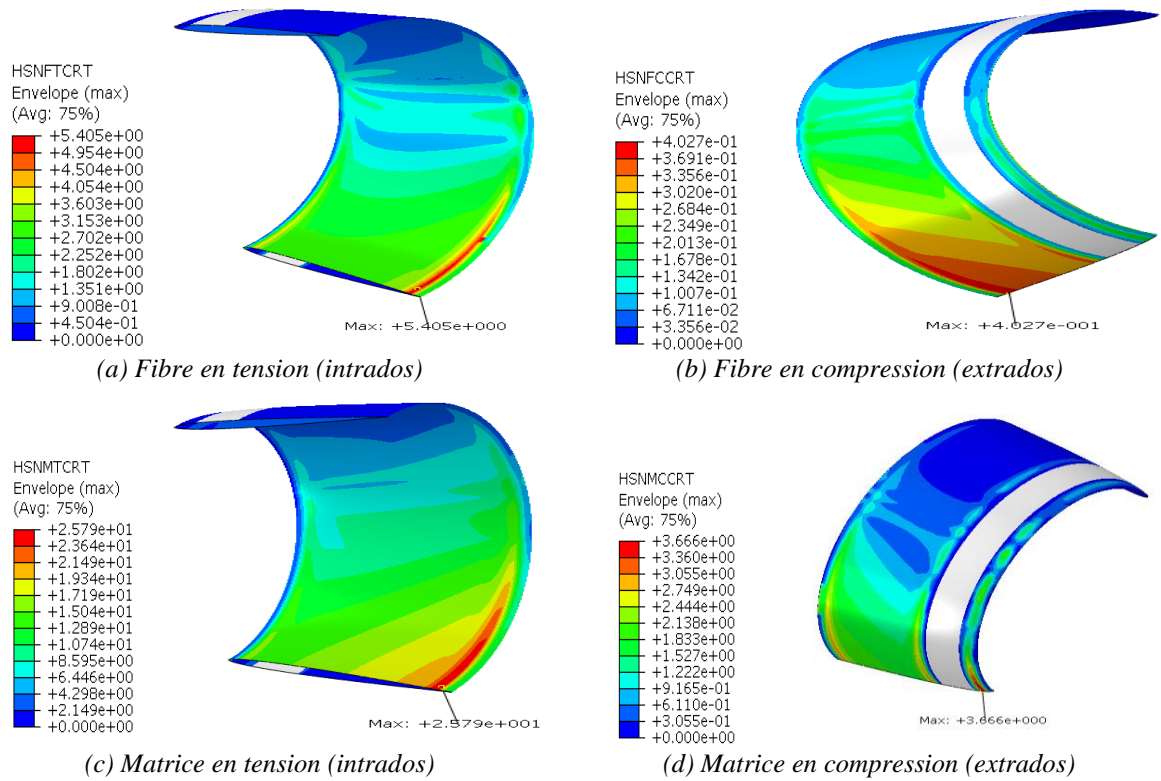 HSNFTCRT
Envelope (max)
(Avg: 75%)
+5.405e+00
+4.954e+00
+4.504e+00
+4.054e+00
+3.603e+00
+3.153e+00
+2.702e+00
+2.252e+00
+1.802e+00
+1.351e+00
+9.008e-01
+4.504e-01
+0.000e+00
Max: +5.405e+000
(a) Fibre en tension (intrados)
HSNFCCRT
Envelope (max)
(Avg: 75%)
+4.027e-01
+3.691e-01
+3.356e-01
+3.020e-01
+2.684e-01
+2.349e-01
+2.013e-01
+1.678e-01
+1.342e-01
+1.007e-01
+6.711e-02
+3.356e-02
+0.000e+00
Max: +4.027e-001
(b) Fibre en compression (extrados)
HSNMTCRT
Envelope (max)
(Avg: 75%)
+2.579e+01
+2.364e+01
+2.149e+01
+1.934e+01
+1.719e+01
+1.504e+01
+1.289e+01
+1.074e+01
+8.595e+00
+6.446e+00
+4.298e+00
+2.149e+00
+0.000e+00
Max: +2.579e+001
(c) Matrice en tension (intrados)
HSNMCCRT
Envelope (max)
(Avg: 75%)
+3.666e+00
+3.360e+00
+3.055e+00
+2.749e+00
+2.444e+00
+2.138e+00
+1.833e+00
+1.527e+00
+1.222e+00
+9.165e-01
+6.110e-01
+3.055e-01
+0.000e+00
Max: +3.666e+000
(d) Matrice en compression (extrados)